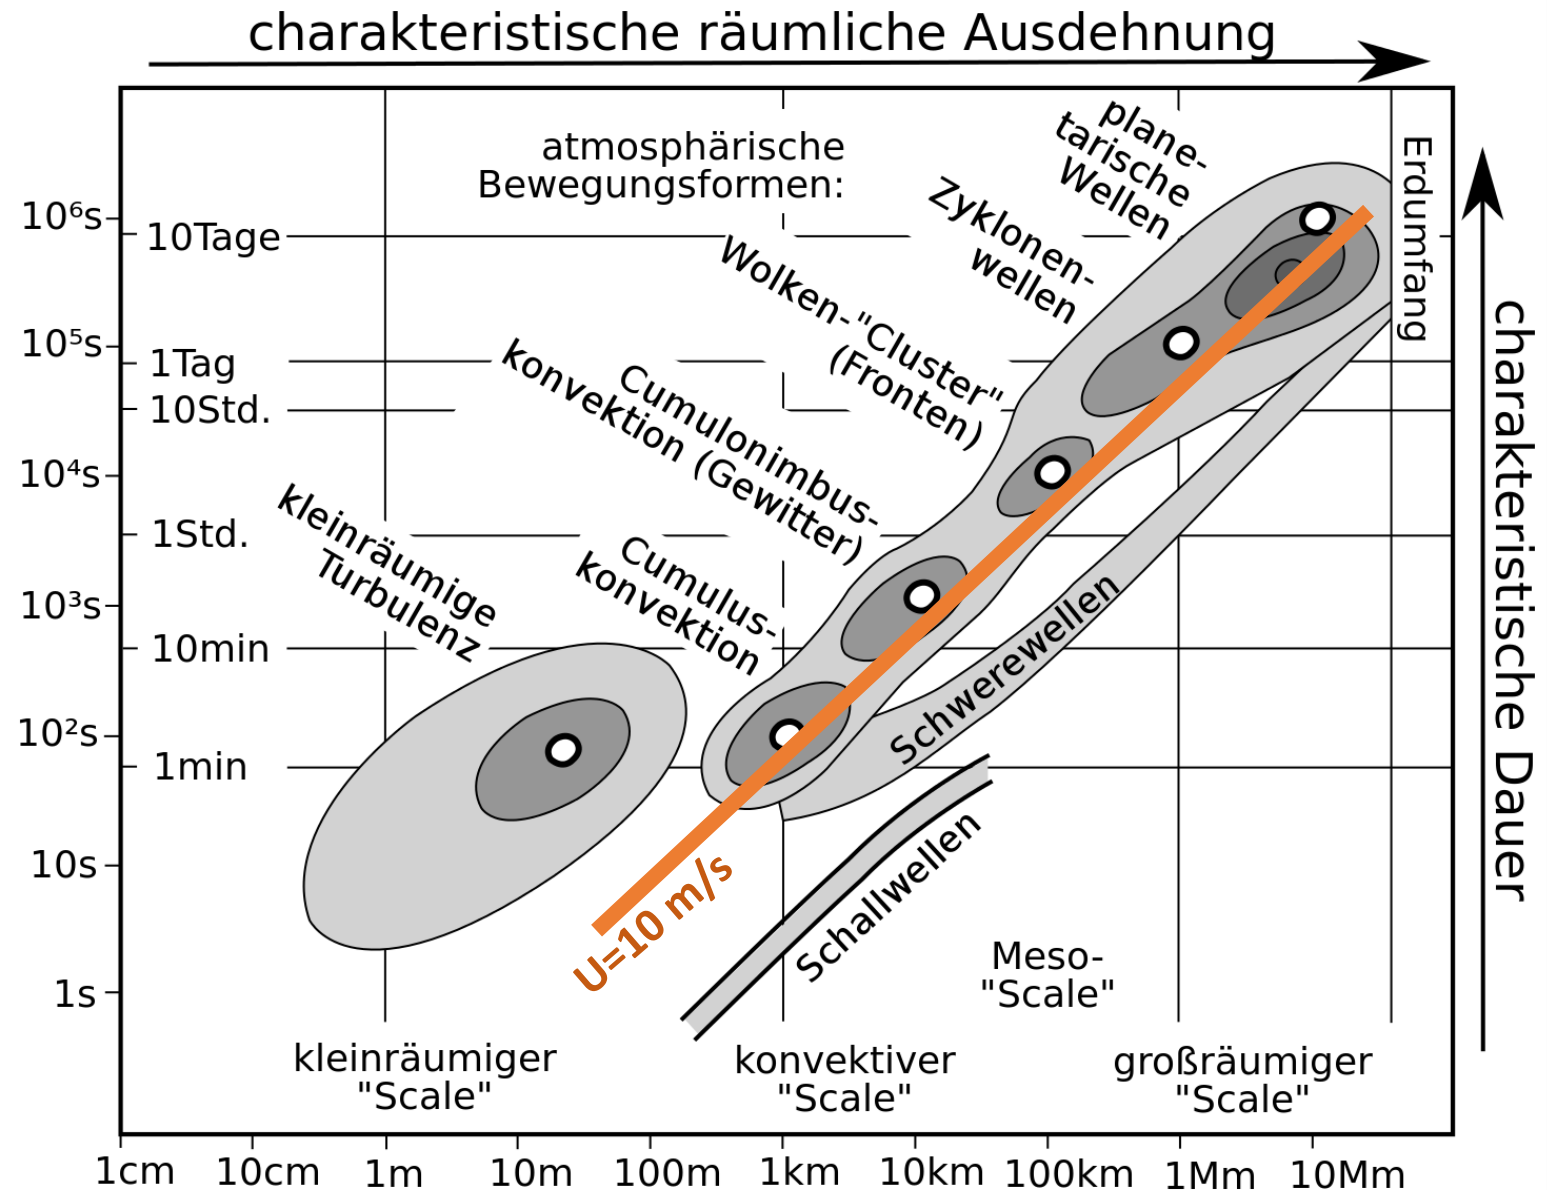 charakteristische räumliche Ausdehnung
atmosphärische
Bewegungsformen:
plane-
tarische
Wellen
Zyklonen-
wellen
Wolken-"Cluster"
(Fronten)
Cumulonimbus-
konvektion (Gewitter)
Cumulus-
konvektion
kleinräumige
Turbulenz
Erdumfang
charakteristische Dauer
10⁶s
10Tage
10⁵s
1Tag
10Std.
10⁴s
1Std.
10³s
10min
10²s
1min
10s
1s
Schwerewellen
Schallwellen
U=10 m/s
Meso-
"Scale"
kleinräumiger
"Scale"
konvektiver
"Scale"
großräumiger
"Scale"
1cm 10cm 1m 10m 100m 1km 10km 100km 1Mm 10Mm